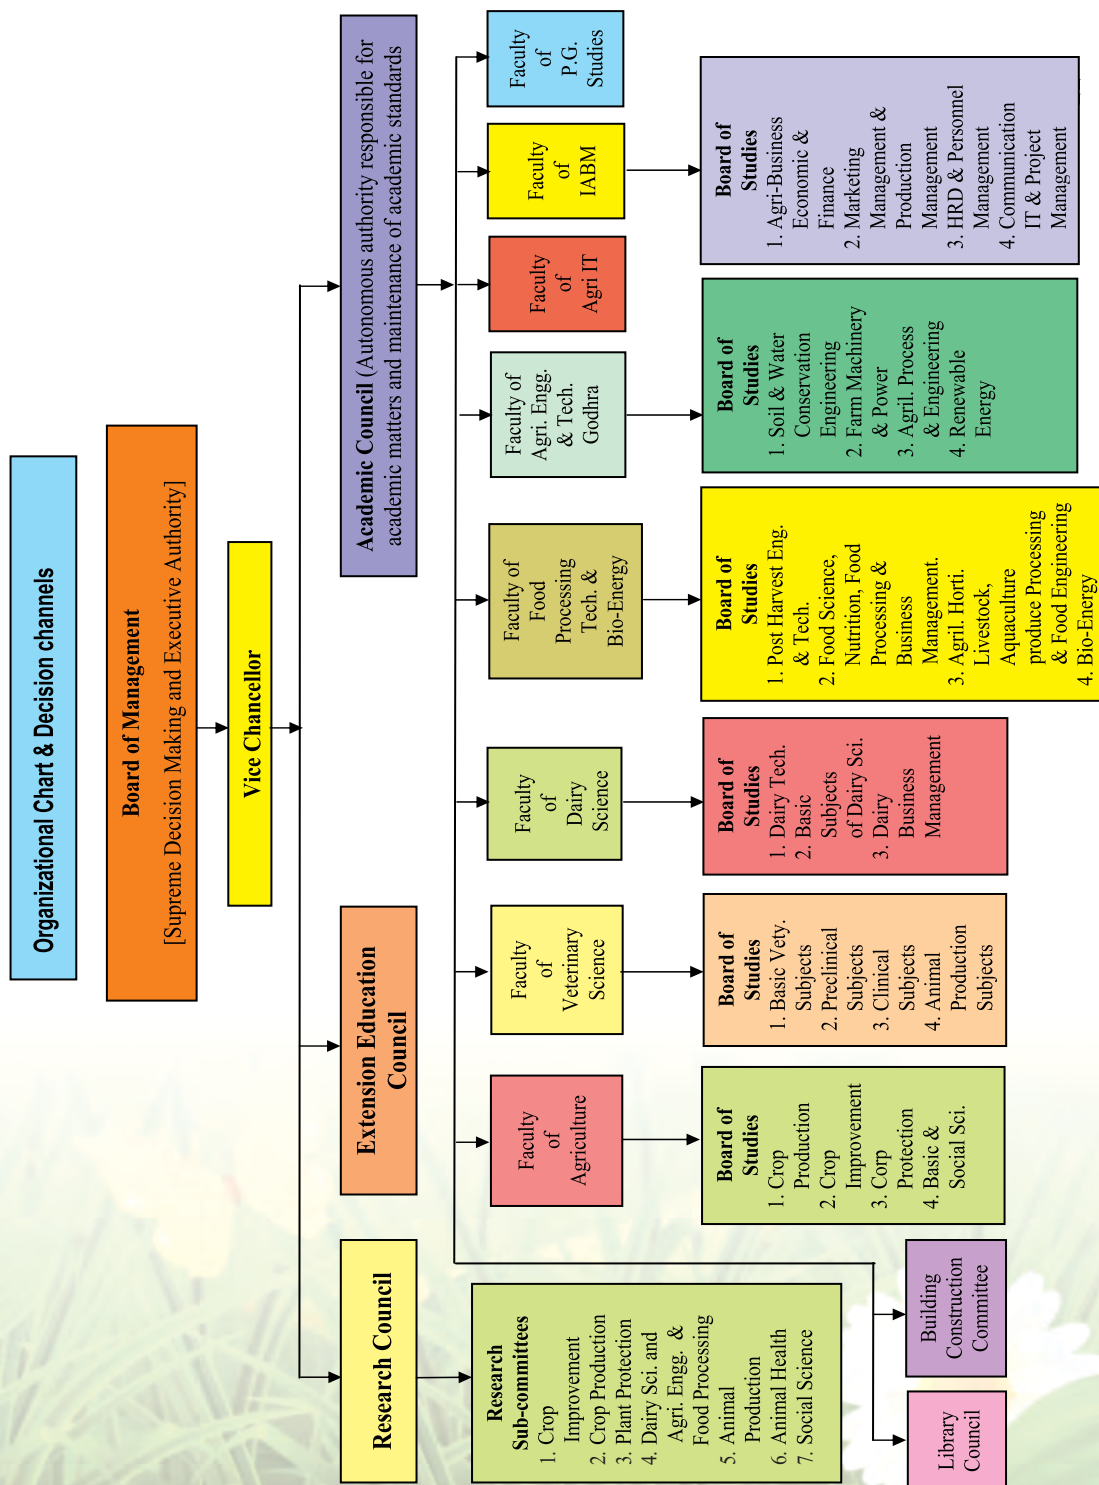 Organizational Chart & Decision channels
Board of Management
[Supreme Decision Making and Executive Authority]
Vice Chancellor
Research Council
Extension Education
Council
Academic Council (Autonomous authority responsible for
academic matters and maintenance of academic standards
Research
Sub-committees
1. Crop
Improvement
2. Crop Production
3. Plant Protection
4. Dairy Sci. and
Agri. Engg. &
Food Processing
5. Animal
Production
6. Animal Health
7. Social Science
Faculty
of
Agriculture
Faculty
of
Veterinary
Science
Faculty
of
Dairy
Science
Faculty of
Food
Processing
Tech. &
Bio-Energy
Faculty of
Agri. Engg.
& Tech.
Godhra
Faculty
of
Agri IT
Faculty
of
IABM
Faculty
of
P.G.
Studies
Board of
Studies
1. Crop
Production
2. Crop
Improvement
3. Corp
Protection
4. Basic &
Social Sci.
Board of
Studies
1. Basic Vety.
Subjects
2. Preclinical
Subjects
3. Clinical
Subjects
4. Animal
Production
Subjects
Board of
Studies
1. Dairy Tech.
2. Basic
Subjects
of Dairy Sci.
3. Dairy
Business
Management
Board of
Studies
1. Post Harvest Eng.
& Tech.
2. Food Science,
Nutrition, Food
Processing &
Business
Management.
3. Agril. Horti.
Livestock,
Aquaculture
produce Processing
& Food Engineering
4. Bio-Energy
Board of
Studies
1. Soil & Water
Conservation
Engineering
2. Farm Machinery
& Power
3. Agril. Process
& Engineering
4. Renewable
Energy
Board of
Studies
1. Agri-Business
Economic &
Finance
2. Marketing
Management &
Production
Management
3. HRD & Personnel
Management
4. Communication
IT & Project
Management
Library
Council
Building
Construction
Committee